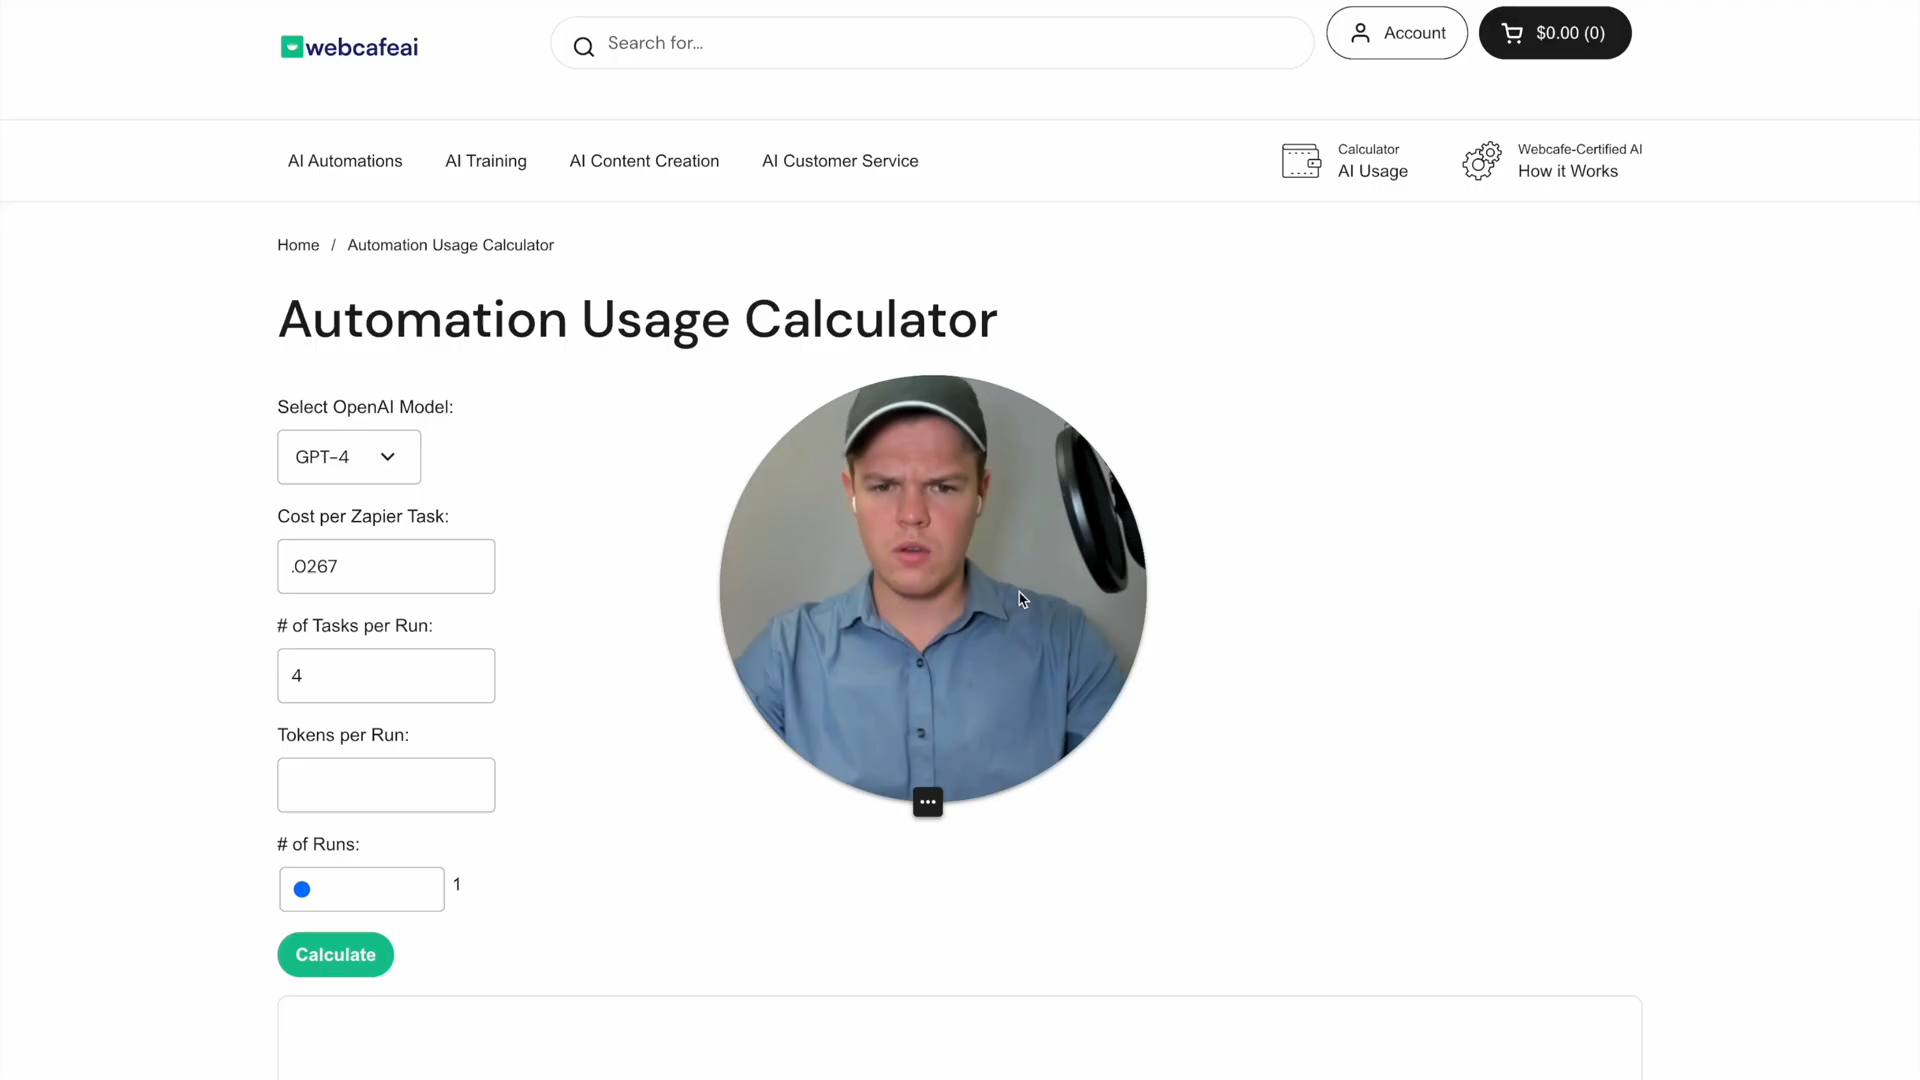 webcafeai
Search for...
Account
$0.00 (0)
AI Automations
AI Training
AI Content Creation
AI Customer Service
Calculator
AI Usage
Webcafe-Certified AI
How it Works
Home / Automation Usage Calculator
Automation Usage Calculator
Select OpenAI Model:
GPT-4
Cost per Zapier Task:
.0267
# of Tasks per Run:
4
Tokens per Run:
# of Runs:
1
Calculate